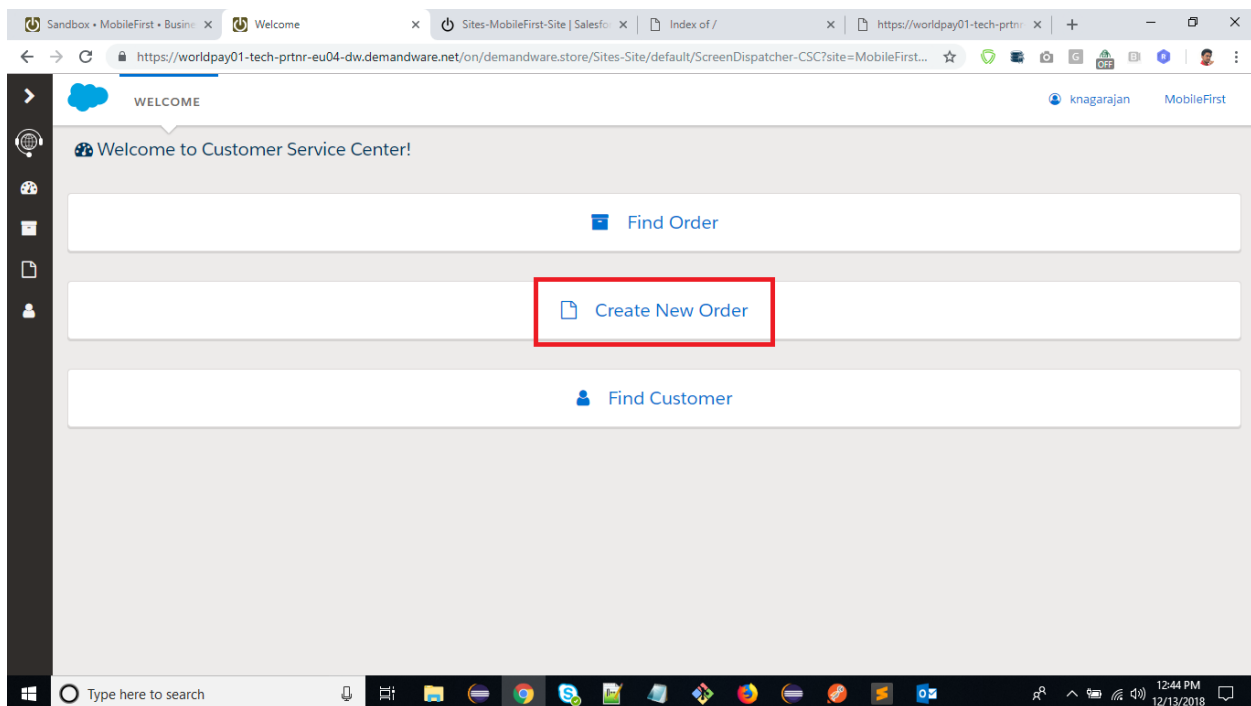 Sandbox • MobileFirst • Busine
Welcome
Sites-MobileFirst-Site | Salesfo
Index of /
https://worldpay01-tech-prtnr
https://worldpay01-tech-prtnr-eu04-dw.demandware.net/on/demandware.store/Sites-Site/default/ScreenDispatcher-CSC?site=MobileFirst...
OFF
WELCOME
knagarajan
MobileFirst
Welcome to Customer Service Center!
Find Order
Create New Order
Find Customer
Type here to search
12:44 PM
12/13/2018